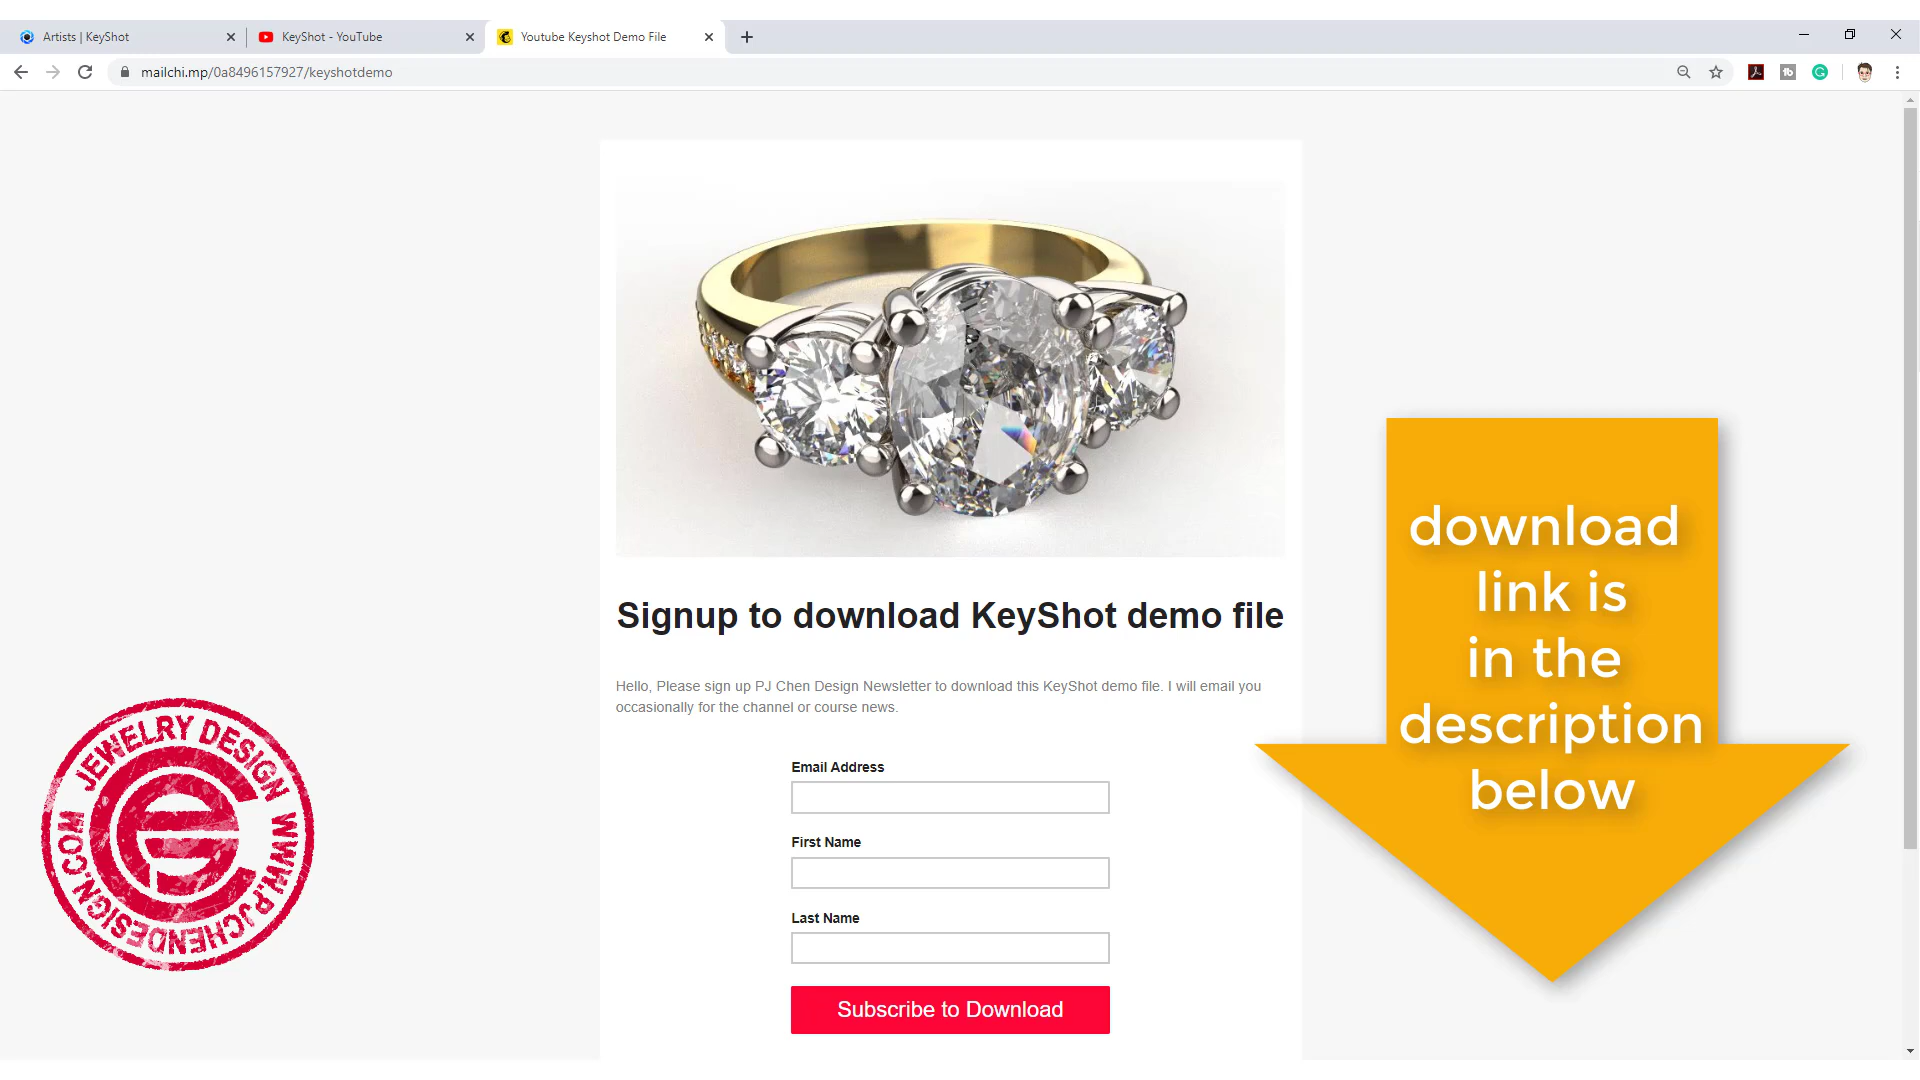 Artists | KeyShot
KeyShot - YouTube
Youtube Keyshot Demo File
mailchi.mp/0a8496157927/keyshotdemo
Signup to download KeyShot demo file
Hello, Please sign up PJ Chen Design Newsletter to download this KeyShot demo file. I will email you
occasionally for the channel or course news.
Email Address
First Name
Last Name
Subscribe to Download
download
link is
in the
description
below
JEWELRY DESIGN WWW.PJCHENDESIGN.COM